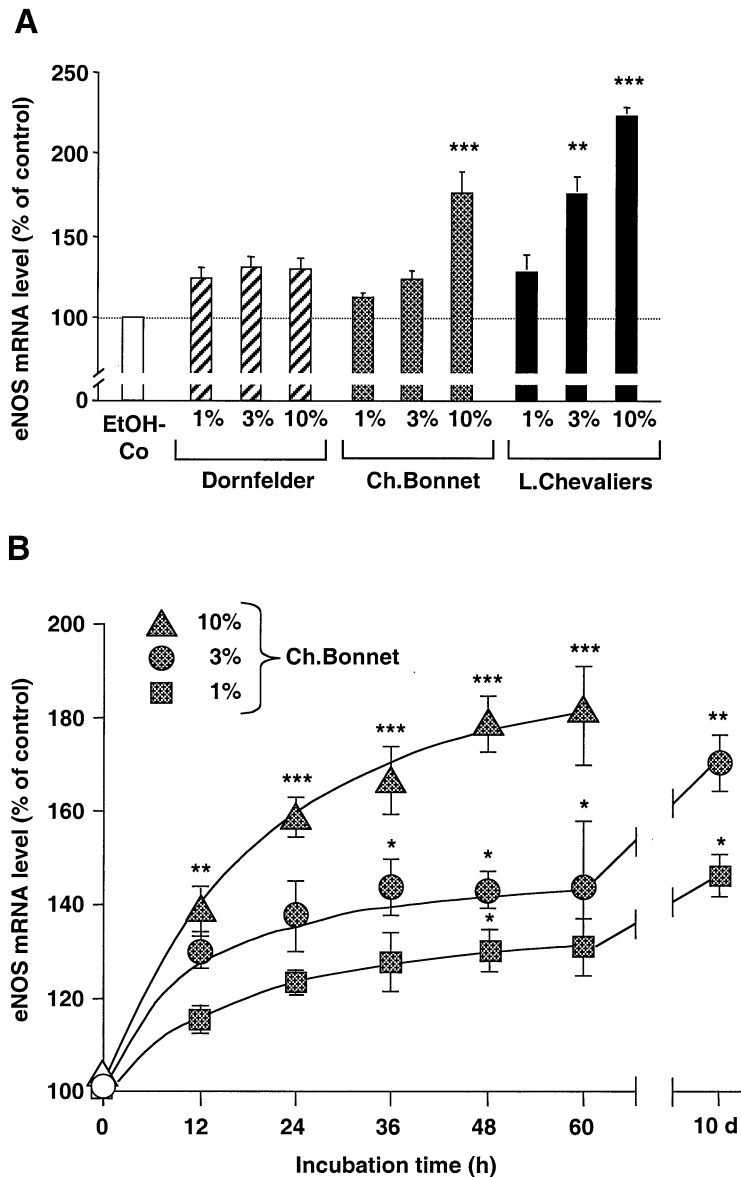 A
eNOS mRNA level (% of control)
250
200
150
100
0
***
**
***
EtOH-
Co
1% 3% 10% 1% 3% 10% 1% 3% 10%
Dornfelder Ch.Bonnet L.Chevaliers
B
eNOS mRNA level (% of control)
200
180
160
140
120
100
10%
3%
1%
Ch.Bonnet
** *** *** *** ***
* * * **
* *
0 12 24 36 48 60 10 d
Incubation time (h)